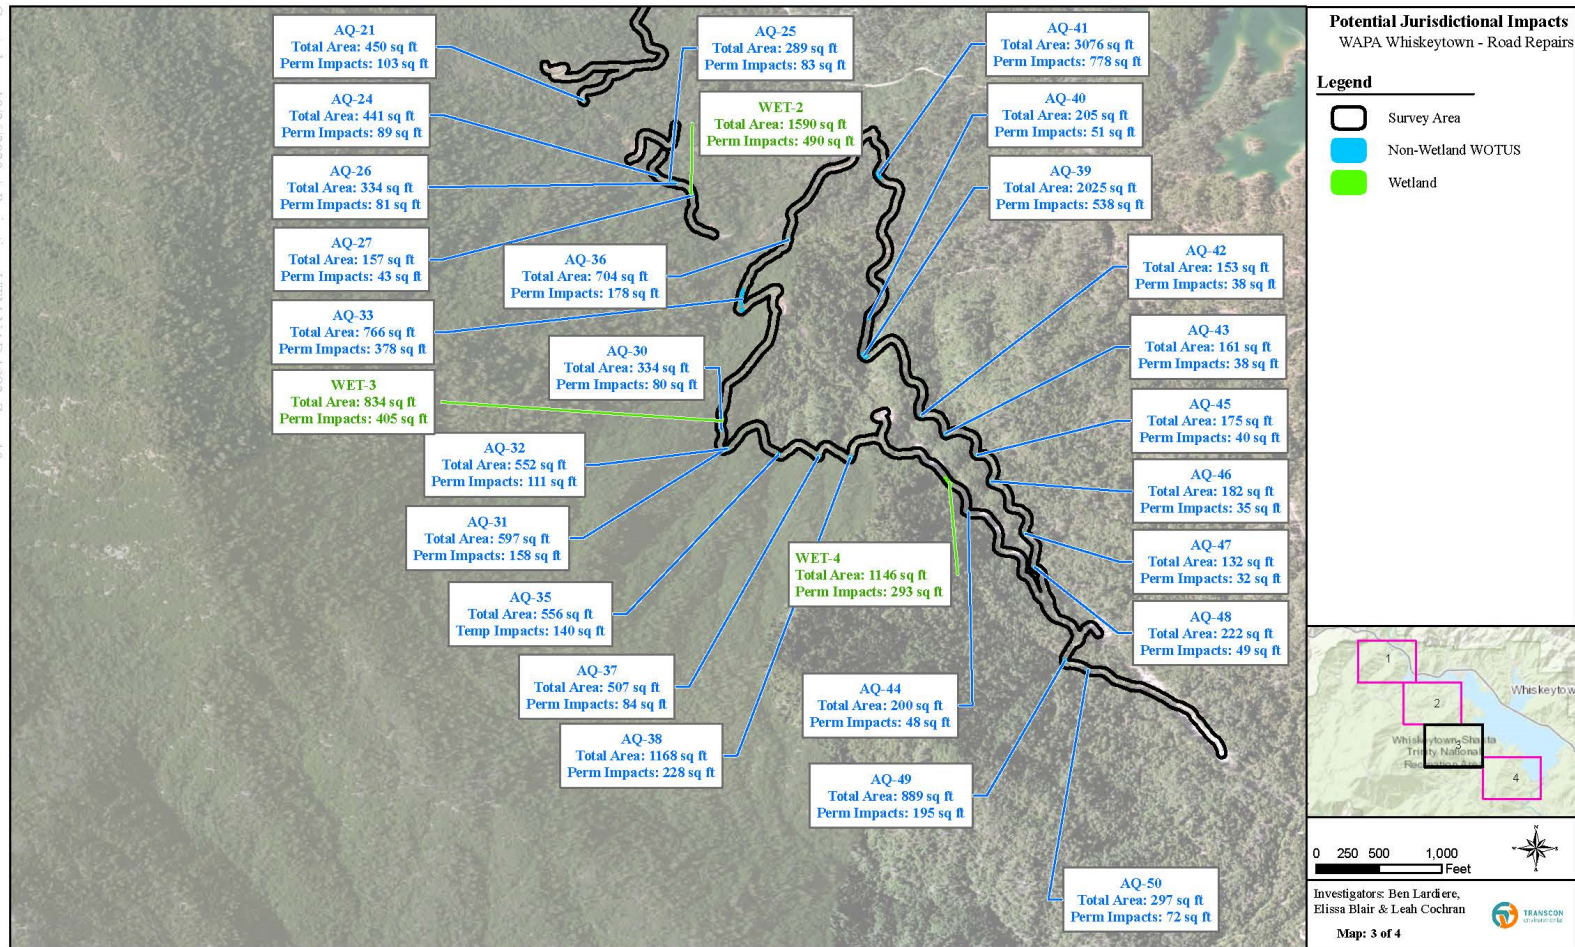 AQ-21
Total Area: 450 sq ft
Perm Impacts: 103 sq ft
AQ-24
Total Area: 441 sq ft
Perm Impacts: 89 sq ft
AQ-26
Total Area: 334 sq ft
Perm Impacts: 81 sq ft
AQ-27
Total Area: 157 sq ft
Perm Impacts: 43 sq ft
AQ-33
Total Area: 766 sq ft
Perm Impacts: 378 sq ft
WET-3
Total Area: 834 sq ft
Perm Impacts: 405 sq ft
AQ-32
Total Area: 552 sq ft
Perm Impacts: 111 sq ft
AQ-31
Total Area: 597 sq ft
Perm Impacts: 158 sq ft
AQ-35
Total Area: 556 sq ft
Temp Impacts: 140 sq ft
AQ-37
Total Area: 507 sq ft
Perm Impacts: 84 sq ft
AQ-38
Total Area: 1168 sq ft
Perm Impacts: 228 sq ft
AQ-25
Total Area: 289 sq ft
Perm Impacts: 83 sq ft
WET-2
Total Area: 1590 sq ft
Perm Impacts: 490 sq ft
AQ-36
Total Area: 704 sq ft
Perm Impacts: 178 sq ft
AQ-30
Total Area: 334 sq ft
Perm Impacts: 80 sq ft
WET-4
Total Area: 1146 sq ft
Perm Impacts: 293 sq ft
AQ-44
Total Area: 200 sq ft
Perm Impacts: 48 sq ft
AQ-49
Total Area: 889 sq ft
Perm Impacts: 195 sq ft
AQ-41
Total Area: 3076 sq ft
Perm Impacts: 778 sq ft
AQ-40
Total Area: 205 sq ft
Perm Impacts: 51 sq ft
AQ-39
Total Area: 2025 sq ft
Perm Impacts: 538 sq ft
AQ-42
Total Area: 153 sq ft
Perm Impacts: 38 sq ft
AQ-43
Total Area: 161 sq ft
Perm Impacts: 38 sq ft
AQ-45
Total Area: 175 sq ft
Perm Impacts: 40 sq ft
AQ-46
Total Area: 182 sq ft
Perm Impacts: 35 sq ft
AQ-47
Total Area: 132 sq ft
Perm Impacts: 32 sq ft
AQ-48
Total Area: 222 sq ft
Perm Impacts: 49 sq ft
AQ-50
Total Area: 297 sq ft
Perm Impacts: 72 sq ft
Potential Jurisdictional Impacts
WAPA Whiskeytown - Road Repairs
Legend
Survey Area
Non-Wetland WOTUS
Wetland
1
2
3
4
Whiskeytow
Whiskeytown-Shasta
Trinity National
Recreation Area
0 250 500 1,000
Feet
N
Investigators: Ben Lardiere,
Elissa Blair & Leah Cochran
Map: 3 of 4
TRANSCON
environmental